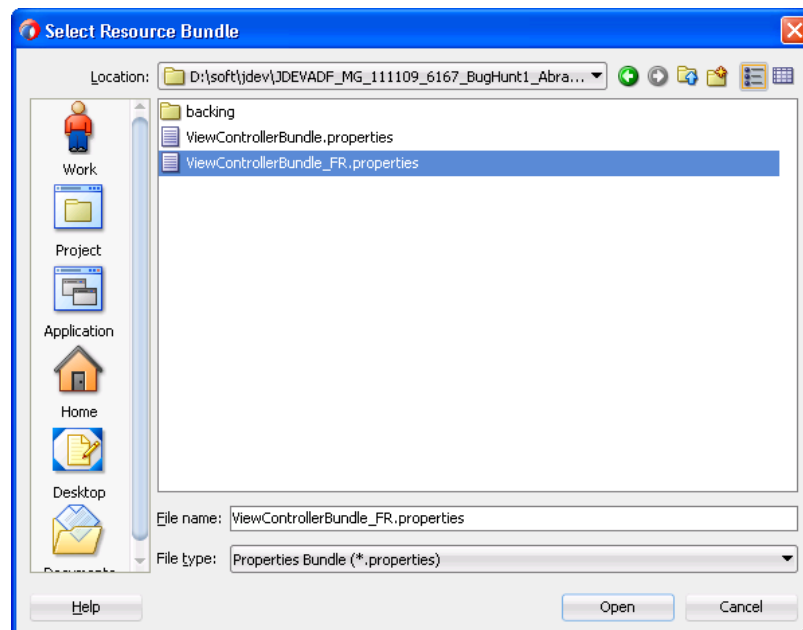 Select Resource Bundle
Location: D:\soft\jdev\JDEVADF_MG_111109_6167_BugHunt1_Abra...
backing
ViewControllerBundle.properties
ViewControllerBundle_FR.properties
Work
Project
Application
Home
Desktop
File name: ViewControllerBundle_FR.properties
File type: Properties Bundle (*.properties)
Help
Open
Cancel